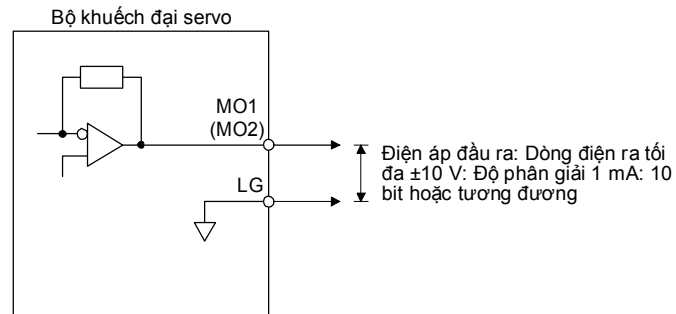 Bộ khuếch đại servo
MO1
(MO2)
LG
Điện áp đầu ra: Dòng điện ra tối
đa ±10 V: Độ phân giải 1 mA: 10
bit hoặc tương đương